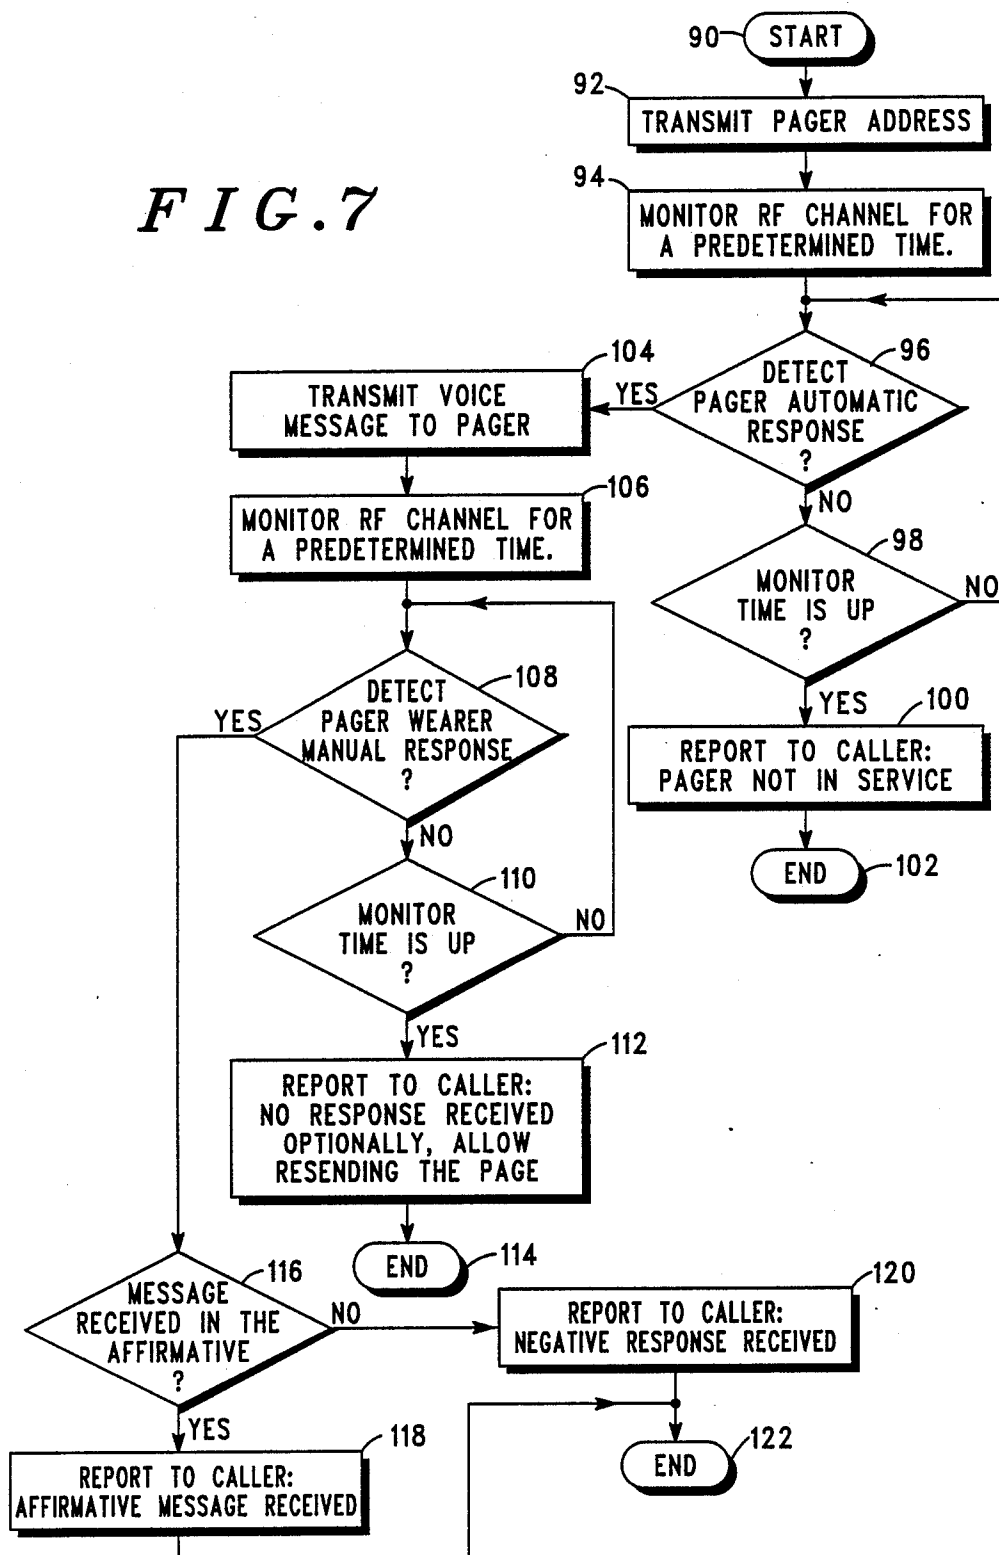 90
START
92
TRANSMIT PAGER ADDRESS
94
MONITOR RF CHANNEL FOR
A PREDETERMINED TIME.
FIG.7
96
DETECT
PAGER AUTOMATIC
RESPONSE
?
YES
NO
104
TRANSMIT VOICE
MESSAGE TO PAGER
106
MONITOR RF CHANNEL FOR
A PREDETERMINED TIME.
98
MONITOR
TIME IS UP
?
NO
YES
100
REPORT TO CALLER:
PAGER NOT IN SERVICE
END
102
108
DETECT
PAGER WEARER
MANUAL RESPONSE
?
YES
NO
110
MONITOR
TIME IS UP
?
NO
YES
112
REPORT TO CALLER:
NO RESPONSE RECEIVED
OPTIONALLY, ALLOW
RESENDING THE PAGE
END
114
116
MESSAGE
RECEIVED IN THE
AFFIRMATIVE
?
NO
YES
120
REPORT TO CALLER:
NEGATIVE RESPONSE RECEIVED
118
REPORT TO CALLER:
AFFIRMATIVE MESSAGE RECEIVED
END
122